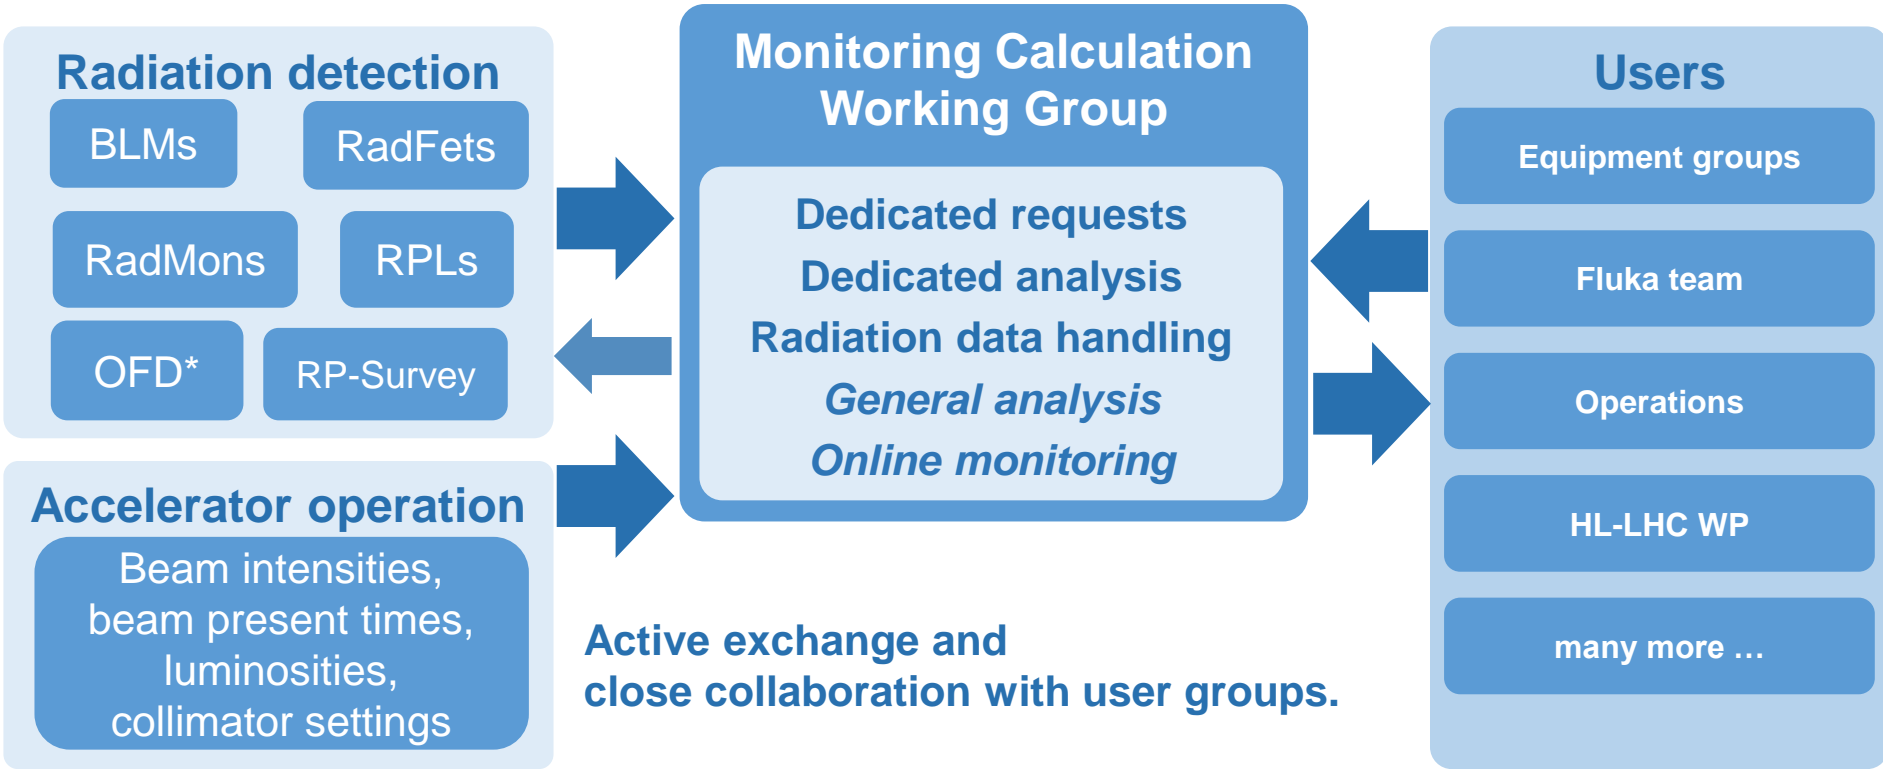 Radiation detection
BLMs
RadFets
RadMons
RPLs
OFD*
RP-Survey
Accelerator operation
Beam intensities,
beam present times,
luminosities,
collimator settings
Monitoring Calculation
Working Group
Dedicated requests
Dedicated analysis
Radiation data handling
General analysis
Online monitoring
Active exchange and
close collaboration with user groups.
Users
Equipment groups
Fluka team
Operations
HL-LHC WP
many more …